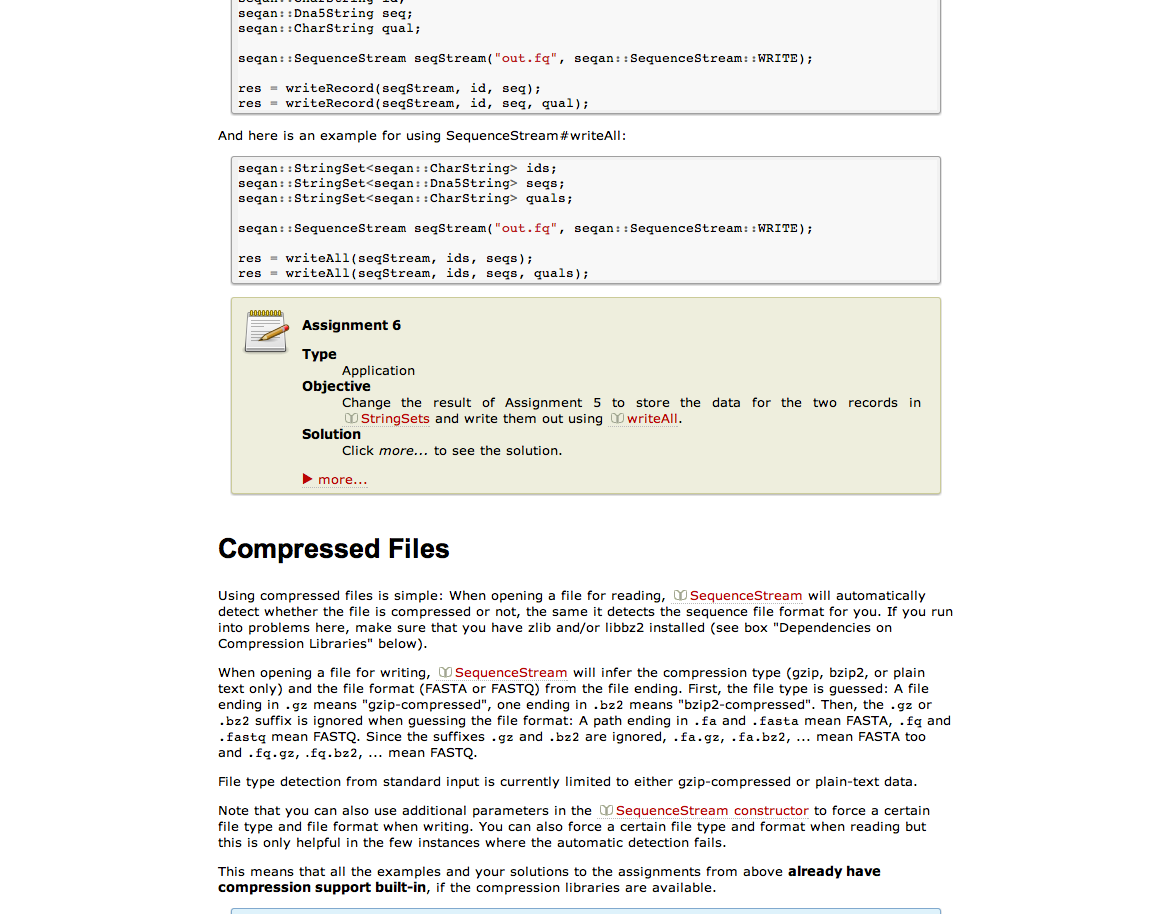 seqan::Dna5String seq;
seqan::CharString qual;
seqan::SequenceStream seqStream("out.fq", seqan::SequenceStream::WRITE);
res = writeRecord(seqStream, id, seq);
res = writeRecord(seqStream, id, seq, qual);
And here is an example for using SequenceStream#writeAll:
seqan::StringSet<seqan::CharString> ids;
seqan::StringSet<seqan::Dna5String> seqs;
seqan::StringSet<seqan::CharString> quals;
seqan::SequenceStream seqStream("out.fq", seqan::SequenceStream::WRITE);
res = writeAll(seqStream, ids, seqs);
res = writeAll(seqStream, ids, seqs, quals);
Assignment 6
Type
Application
Objective
Change the result of Assignment 5 to store the data for the two records in
StringSets and write them out using writeAll.
Solution
Click more... to see the solution.
more...
Compressed Files
Using compressed files is simple: When opening a file for reading, SequenceStream will automatically
detect whether the file is compressed or not, the same it detects the sequence file format for you. If you run
into problems here, make sure that you have zlib and/or libbz2 installed (see box "Dependencies on
Compression Libraries" below).
When opening a file for writing, SequenceStream will infer the compression type (gzip, bzip2, or plain
text only) and the file format (FASTA or FASTQ) from the file ending. First, the file type is guessed: A file
ending in .gz means "gzip-compressed", one ending in .bz2 means "bzip2-compressed". Then, the .gz or
.bz2 suffix is ignored when guessing the file format: A path ending in .fa and .fasta mean FASTA, .fq and
.fastq mean FASTQ. Since the suffixes .gz and .bz2 are ignored, .fa.gz, .fa.bz2, ... mean FASTA too
and .fq.gz, .fq.bz2, ... mean FASTQ.
File type detection from standard input is currently limited to either gzip-compressed or plain-text data.
Note that you can also use additional parameters in the SequenceStream constructor to force a certain
file type and file format when writing. You can also force a certain file type and format when reading but
this is only helpful in the few instances where the automatic detection fails.
This means that all the examples and your solutions to the assignments from above already have
compression support built-in, if the compression libraries are available.